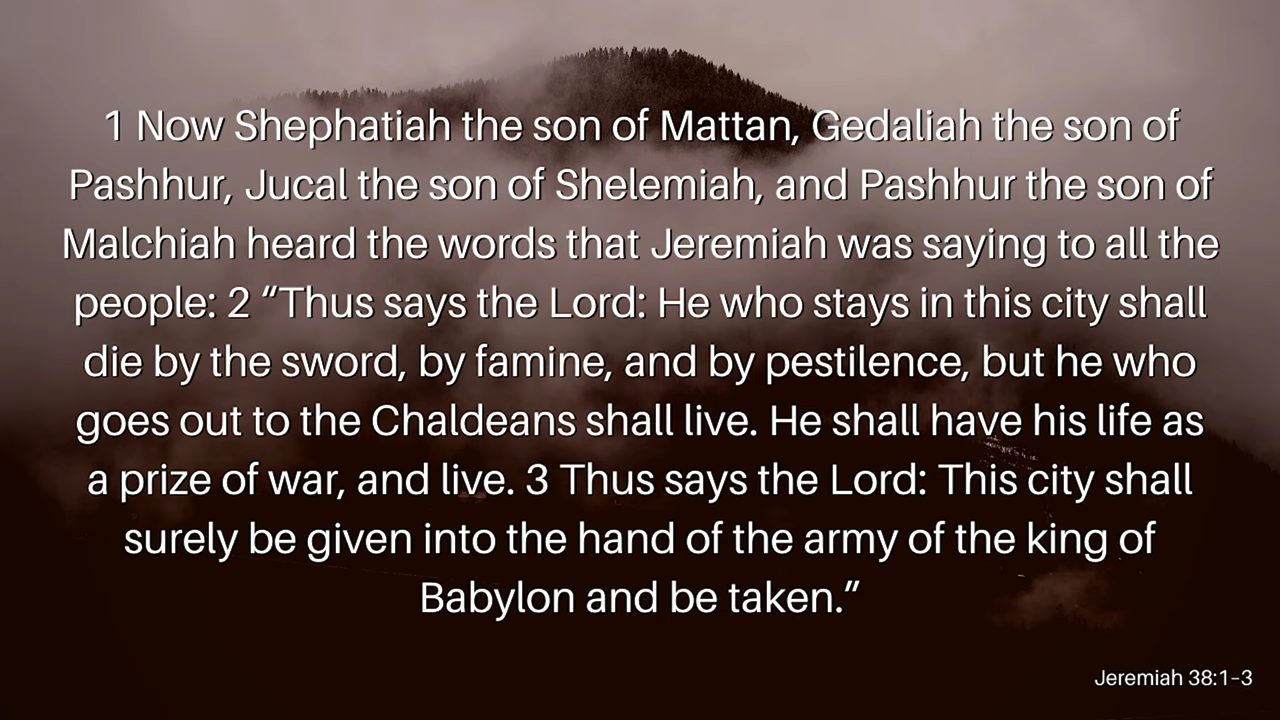 1 Now Shephatiah the son of Mattan, Gedaliah the son of
Pashhur, Jucal the son of Shelemiah, and Pashhur the son of
Malchiah heard the words that Jeremiah was saying to all the
people: 2 “Thus says the Lord: He who stays in this city shall
die by the sword, by famine, and by pestilence, but he who
goes out to the Chaldeans shall live. He shall have his life as
a prize of war, and live. 3 Thus says the Lord: This city shall
surely be given into the hand of the army of the king of
Babylon and be taken.”
Jeremiah 38:1–3